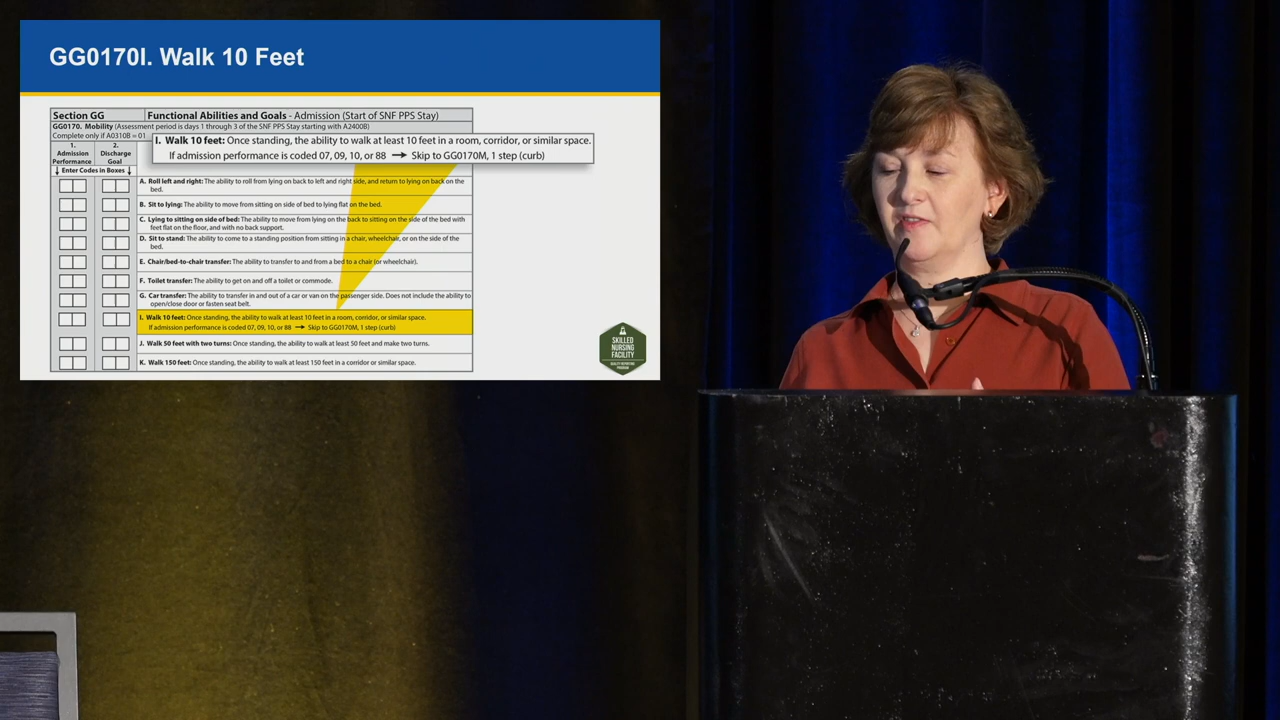 GG0170I. Walk 10 Feet
Section GG
Functional Abilities and Goals - Admission (Start of SNF PPS Stay)
GG0170. Mobility (Assessment period is days 1 through 3 of the SNF PPS Stay starting with A2400B)
Complete only if A0310B = 01
1.
Admission
Performance
2.
Discharge
Goal
↓ Enter Codes in Boxes ↓
I. Walk 10 feet: Once standing, the ability to walk at least 10 feet in a room, corridor, or similar space.
If admission performance is coded 07, 09, 10, or 88 → Skip to GG0170M, 1 step (curb)
A. Roll left and right: The ability to roll from lying on back to left and right side, and return to lying on back on the
bed.
B. Sit to lying: The ability to move from sitting on side of bed to lying flat on the bed.
C. Lying to sitting on side of bed: The ability to move from lying on the back to sitting on the side of the bed with
feet flat on the floor, and with no back support.
D. Sit to stand: The ability to come to a standing position from sitting in a chair, wheelchair, or on the side of the
bed.
E. Chair/bed-to-chair transfer: The ability to transfer to and from a bed to a chair (or wheelchair).
F. Toilet transfer: The ability to get on and off a toilet or commode.
G. Car transfer: The ability to transfer in and out of a car or van on the passenger side. Does not include the ability to
open/close door or fasten seat belt.
I. Walk 10 feet: Once standing, the ability to walk at least 10 feet in a room, corridor, or similar space.
If admission performance is coded 07, 09, 10, or 88 → Skip to GG0170M, 1 step (curb)
J. Walk 50 feet with two turns: Once standing, the ability to walk at least 50 feet and make two turns.
K. Walk 150 feet: Once standing, the ability to walk at least 150 feet in a corridor or similar space.
SKILLED
NURSING
FACILITY
QUALITY REPORTING
PROGRAM